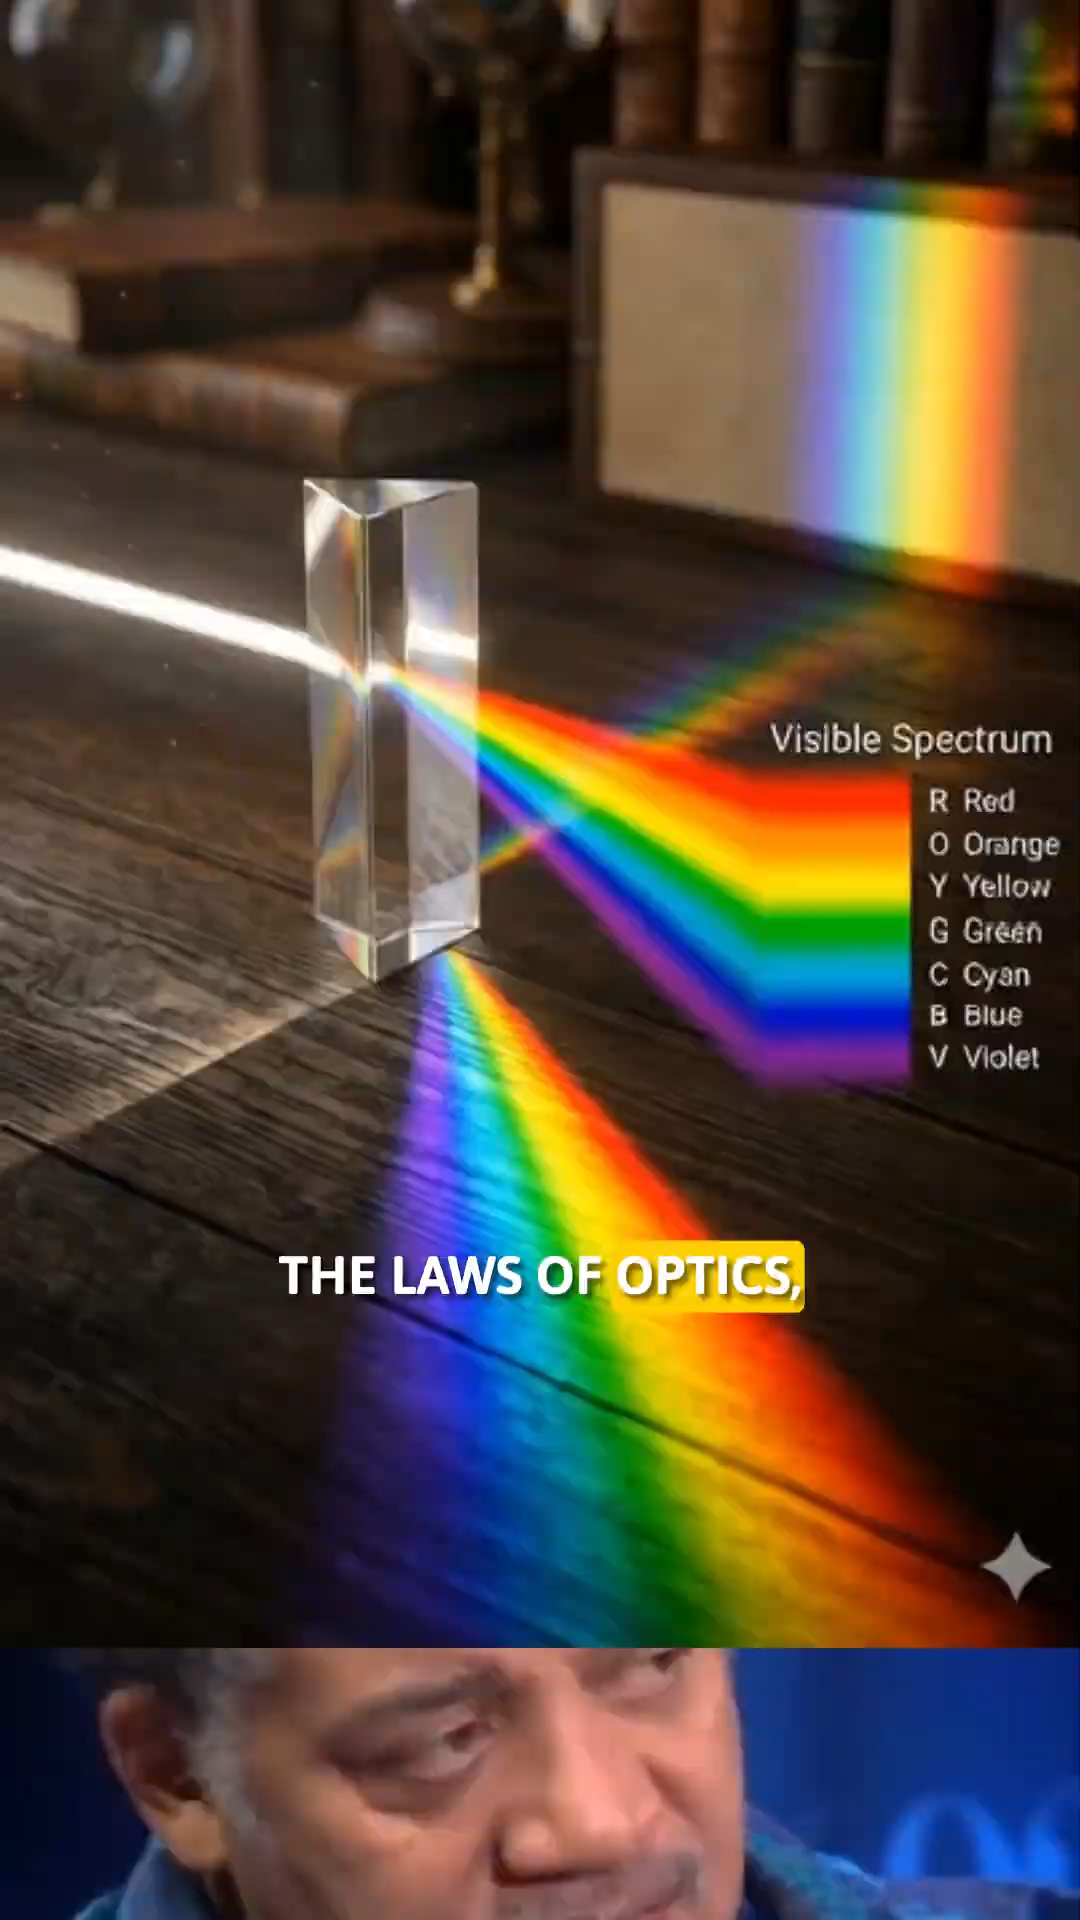 Visible Spectrum
R Red
O Orange
Y Yellow
G Green
C Cyan
B Blue
V Violet
THE LAWS OF OPTICS,